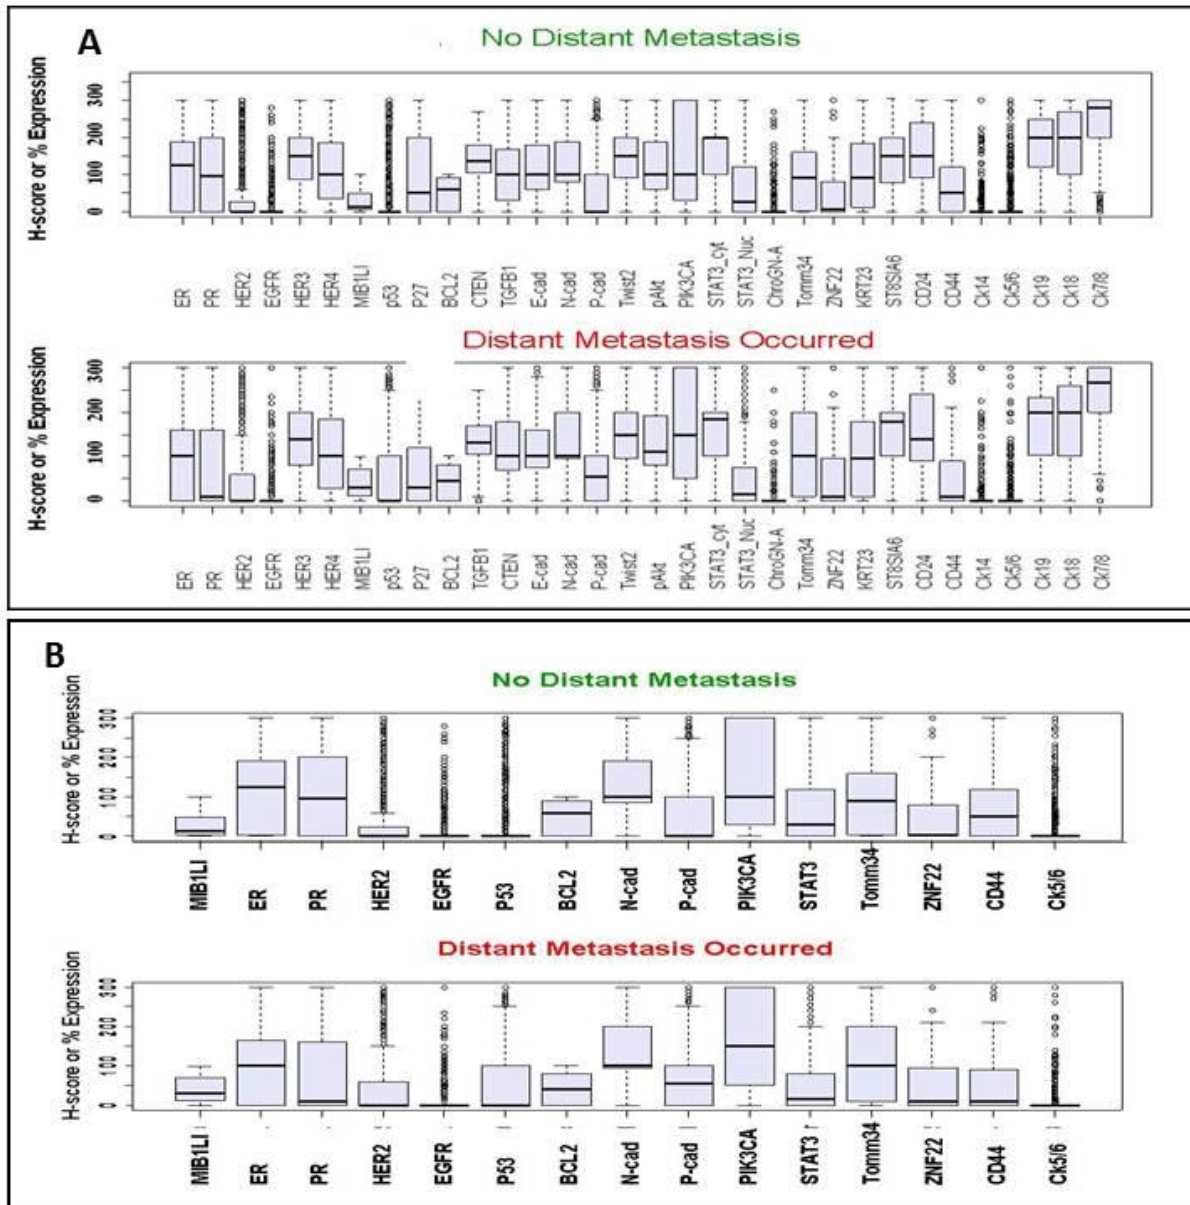 A
No Distant Metastasis
H-score or % Expression
0 100 200 300
ER PR HER2 EGFR HER3 HER4 MIB1LI p53 P27 BCL2 CTEN TGFB1 E-cad N-cad P-cad Twist2 pAkt PIK3CA STAT3_cyt STAT3_Nuc ChroGN-A Tomm34 ZNF22 KRT23 ST8SIA6 CD24 CD44 Ck14 Ck5/6 Ck19 Ck18 Ck7/8
Distant Metastasis Occurred
H-score or % Expression
0 100 200 300
ER PR HER2 EGFR HER3 HER4 MIB1LI p53 P27 BCL2 TGFB1 CTEN E-cad N-cad P-cad Twist2 pAkt PIK3CA STAT3_cyt STAT3_Nuc ChroGN-A Tomm34 ZNF22 KRT23 ST8SIA6 CD24 CD44 Ck14 Ck5/6 Ck19 Ck18 Ck7/8
B
No Distant Metastasis
H-score or % Expression
0 100 200 300
MIB1LI ER PR HER2 EGFR P53 BCL2 N-cad P-cad PIK3CA STAT3 Tomm34 ZNF22 CD44 Ck5/6
Distant Metastasis Occurred
H-score or % Expression
0 100 200 300
MIB1LI ER PR HER2 EGFR P53 BCL2 N-cad P-cad PIK3CA STAT3 Tomm34 ZNF22 CD44 Ck5/6